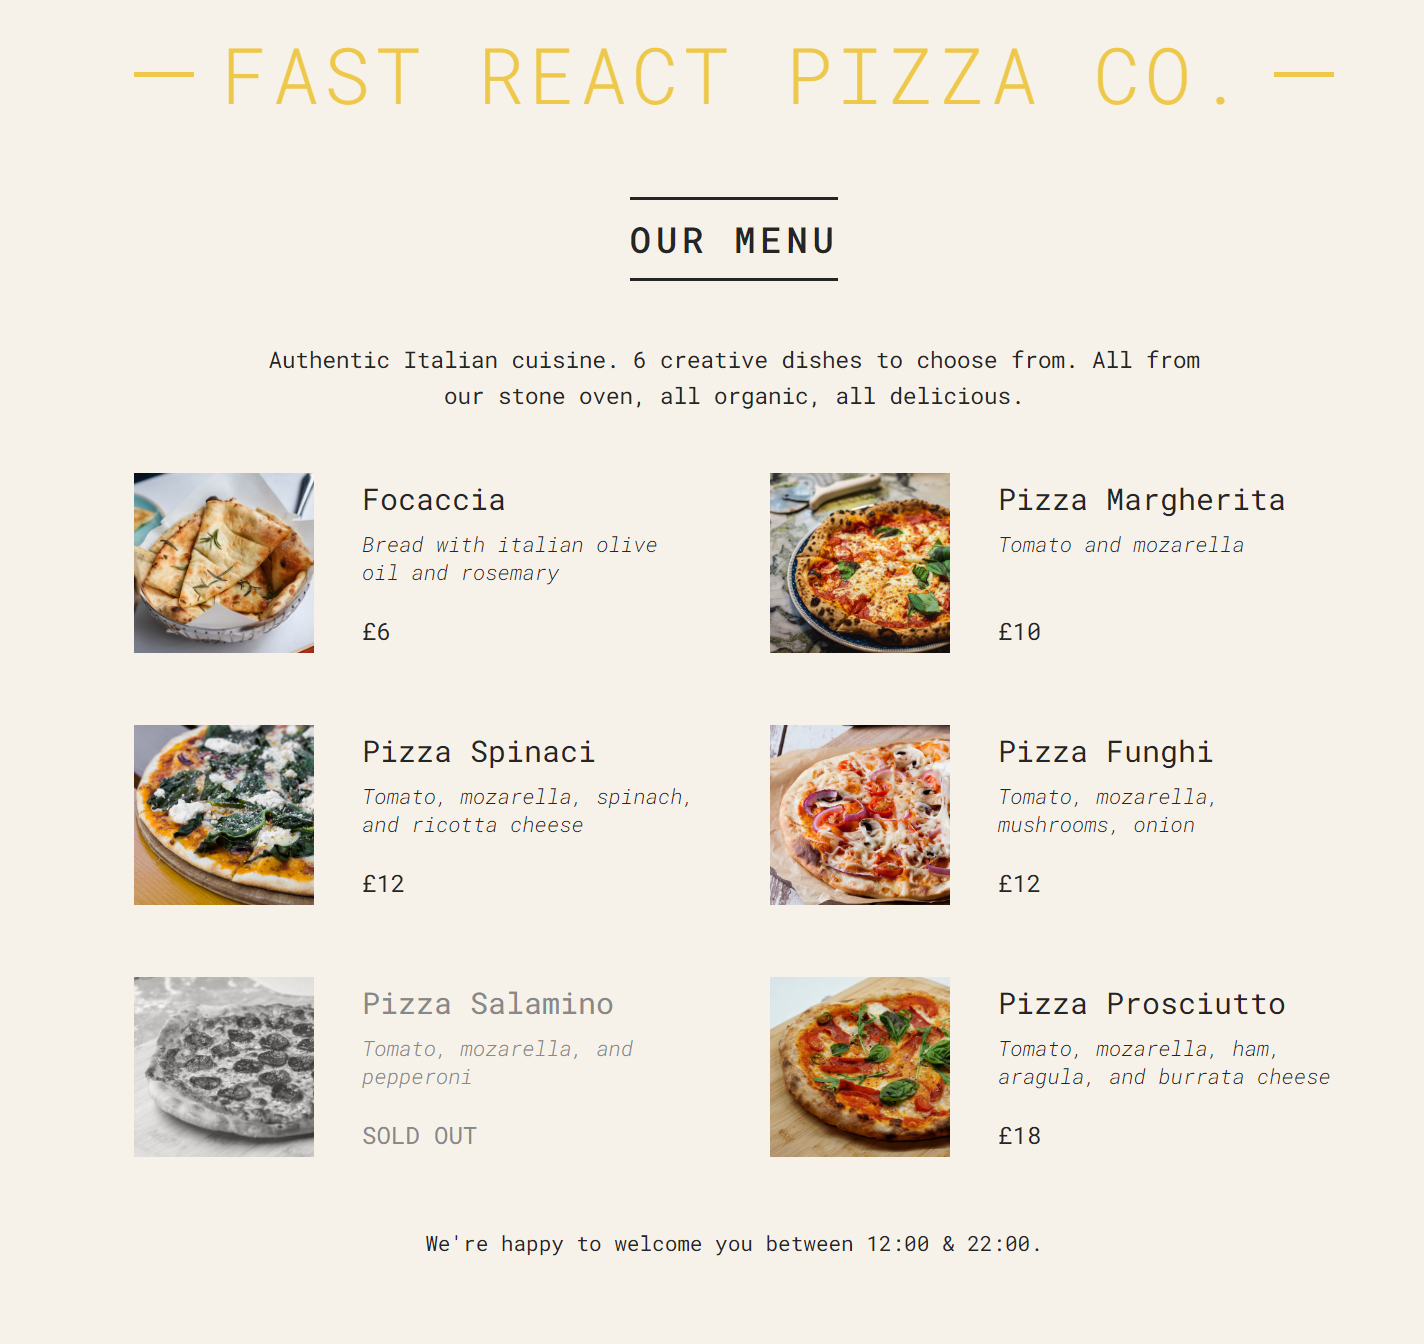 FAST REACT PIZZA CO.
OUR MENU
Authentic Italian cuisine. 6 creative dishes to choose from. All from
our stone oven, all organic, all delicious.
Focaccia
Bread with italian olive
oil and rosemary
£6
Pizza Margherita
Tomato and mozarella
£10
Pizza Spinaci
Tomato, mozarella, spinach,
and ricotta cheese
£12
Pizza Funghi
Tomato, mozarella,
mushrooms, onion
£12
Pizza Salamino
Tomato, mozarella, and
pepperoni
SOLD OUT
Pizza Prosciutto
Tomato, mozarella, ham,
aragula, and burrata cheese
£18
We're happy to welcome you between 12:00 & 22:00.